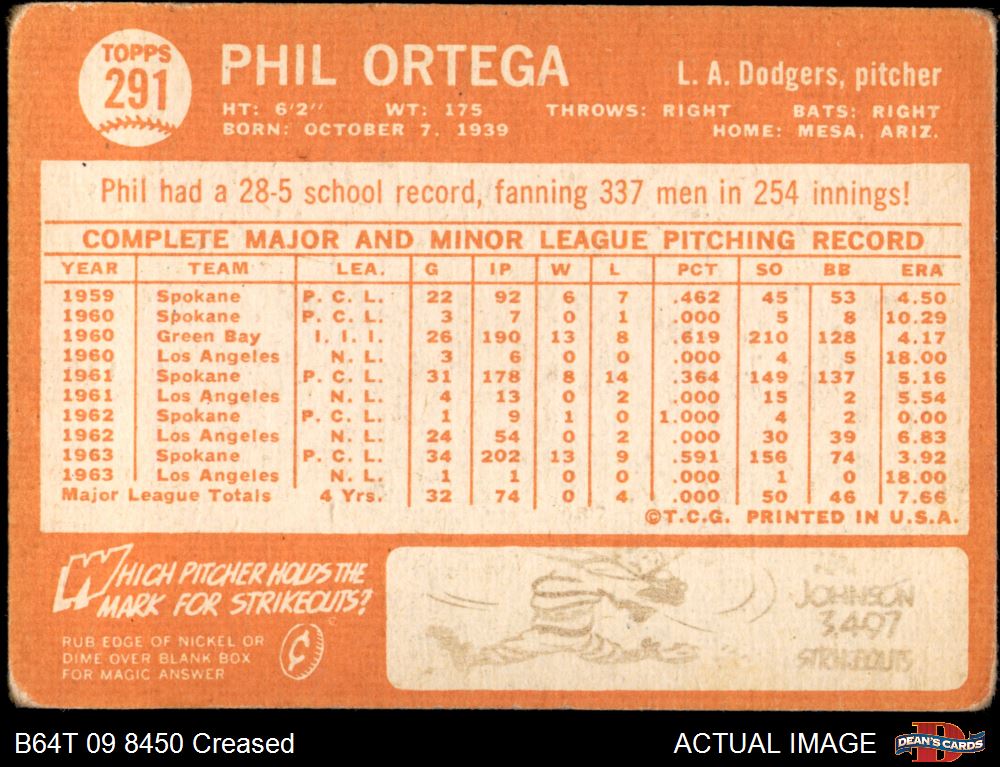 TOPPS
291
PHIL ORTEGA
L. A. Dodgers, pitcher
HT: 6'2'' WT: 175 THROWS: RIGHT BATS: RIGHT
BORN: OCTOBER 7, 1939 HOME: MESA, ARIZ.
Phil had a 28-5 school record, fanning 337 men in 254 innings!
COMPLETE MAJOR AND MINOR LEAGUE PITCHING RECORD
YEAR TEAM LEA. G IP W L PCT SO BB ERA
1959 Spokane P. C. L. 22 92 6 7 .462 45 53 4.50
1960 Spokane P. C. L. 3 7 0 1 .000 5 8 10.29
1960 Green Bay I. I. I. 26 190 13 8 .619 210 128 4.17
1960 Los Angeles N. L. 3 6 0 0 .000 4 5 18.00
1961 Spokane P. C. L. 31 178 8 14 .364 149 137 5.16
1961 Los Angeles N. L. 4 13 0 2 .000 15 2 5.54
1962 Spokane P. C. L. 1 9 1 0 1.000 4 2 0.00
1962 Los Angeles N. L. 24 54 0 2 .000 30 39 6.83
1963 Spokane P. C. L. 34 202 13 9 .591 156 74 3.92
1963 Los Angeles N. L. 1 1 0 0 .000 1 0 18.00
Major League Totals 4 Yrs. 32 74 0 4 .000 50 46 7.66
©T.C.G. PRINTED IN U.S.A.
WHICH PITCHER HOLDS THE
MARK FOR STRIKEOUTS?
RUB EDGE OF NICKEL OR
DIME OVER BLANK BOX
FOR MAGIC ANSWER
¢
JOHNSON
3497
STRIKEOUTS
B64T 09 8450 Creased
ACTUAL IMAGE
D
DEAN'S CARDS